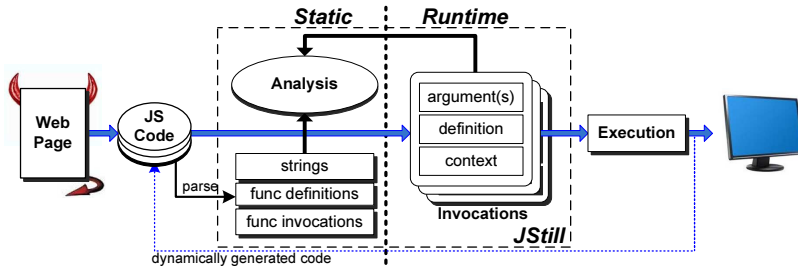 Static
Runtime
Analysis
Web
Page
JS
Code
argument(s)
definition
context
Execution
strings
parse
func definitions
func invocations
Invocations
JStill
dynamically generated code